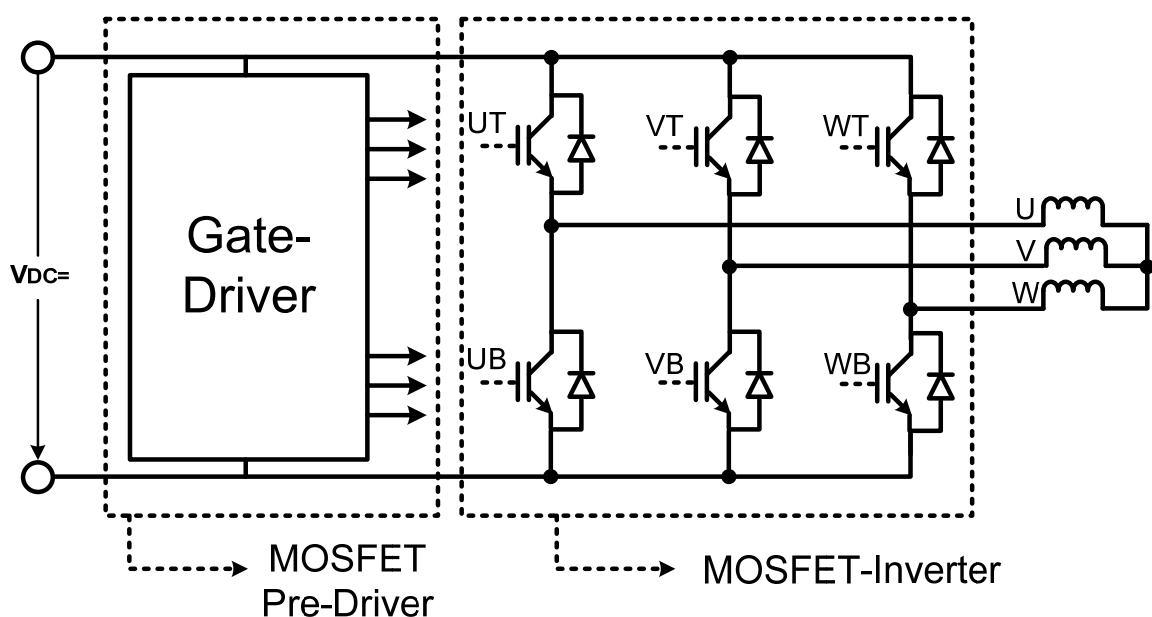 UT
VT
WT
U
V
W
Gate-
Driver
VDC=
UB
VB
WB
MOSFET
Pre-Driver
MOSFET-Inverter